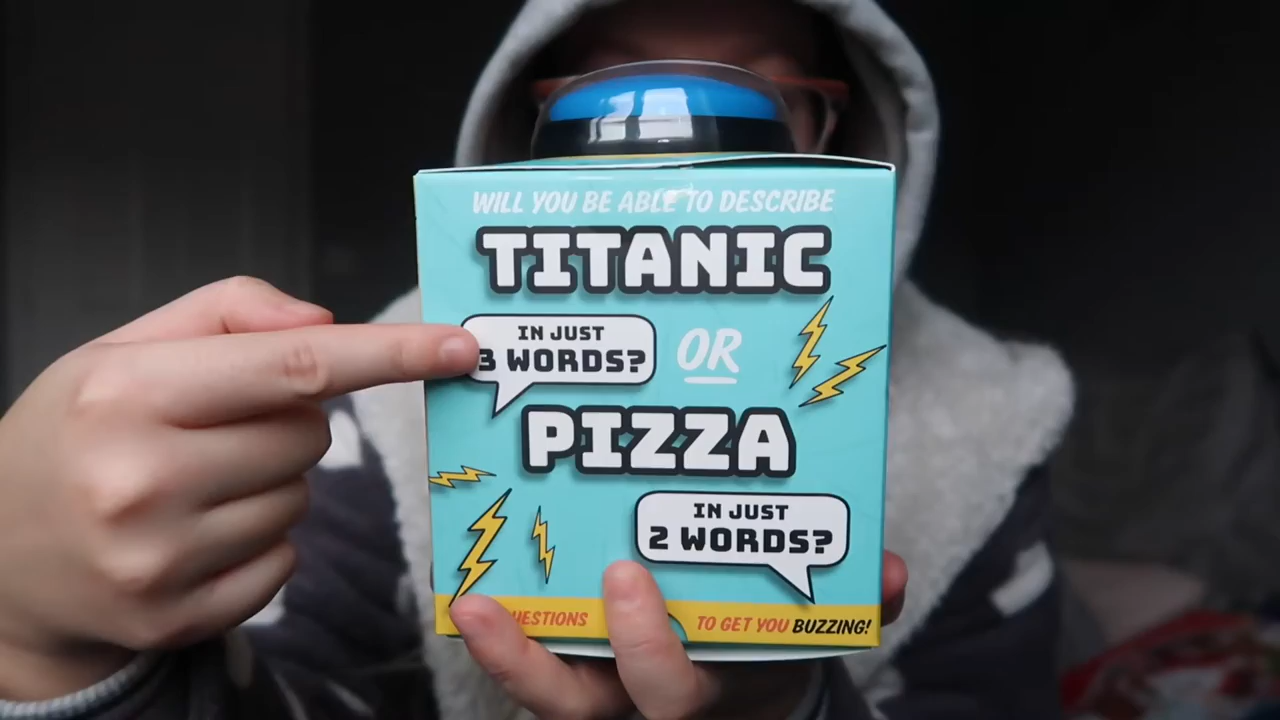 WILL YOU BE ABLE TO DESCRIBE
TITANIC
IN JUST
3 WORDS?
OR
PIZZA
IN JUST
2 WORDS?
TO GET YOU BUZZING!